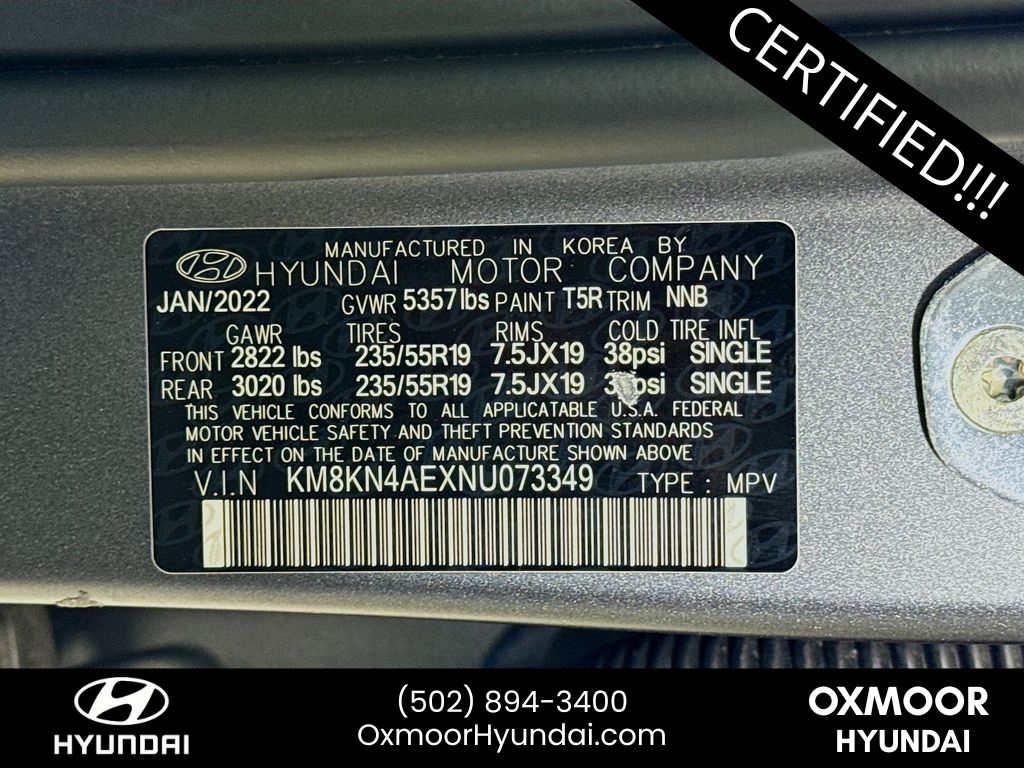 CERTIFIED!!!
MANUFACTURED IN KOREA BY
HYUNDAI MOTOR COMPANY
JAN/2022 GVWR 5357 lbs PAINT T5R TRIM NNB
GAWR TIRES RIMS COLD TIRE INFL
FRONT 2822 lbs 235/55R19 7.5JX19 38psi SINGLE
REAR 3020 lbs 235/55R19 7.5JX19 SINGLE
THIS VEHICLE CONFORMS TO ALL APPLICATABLE U.S.A. FEDERAL
MOTOR VEHICLE SAFETY AND THEFT PREVENTION STANDARDS
IN EFFECT ON THE DATE OF MANUFACTURE SHOWN ABOVE
V.I.N KM8KN4AEXNU073349 TYPE : MPV
HYUNDAI
(502) 894-3400
OxmoorHyundai.com
OXMOOR
HYUNDAI